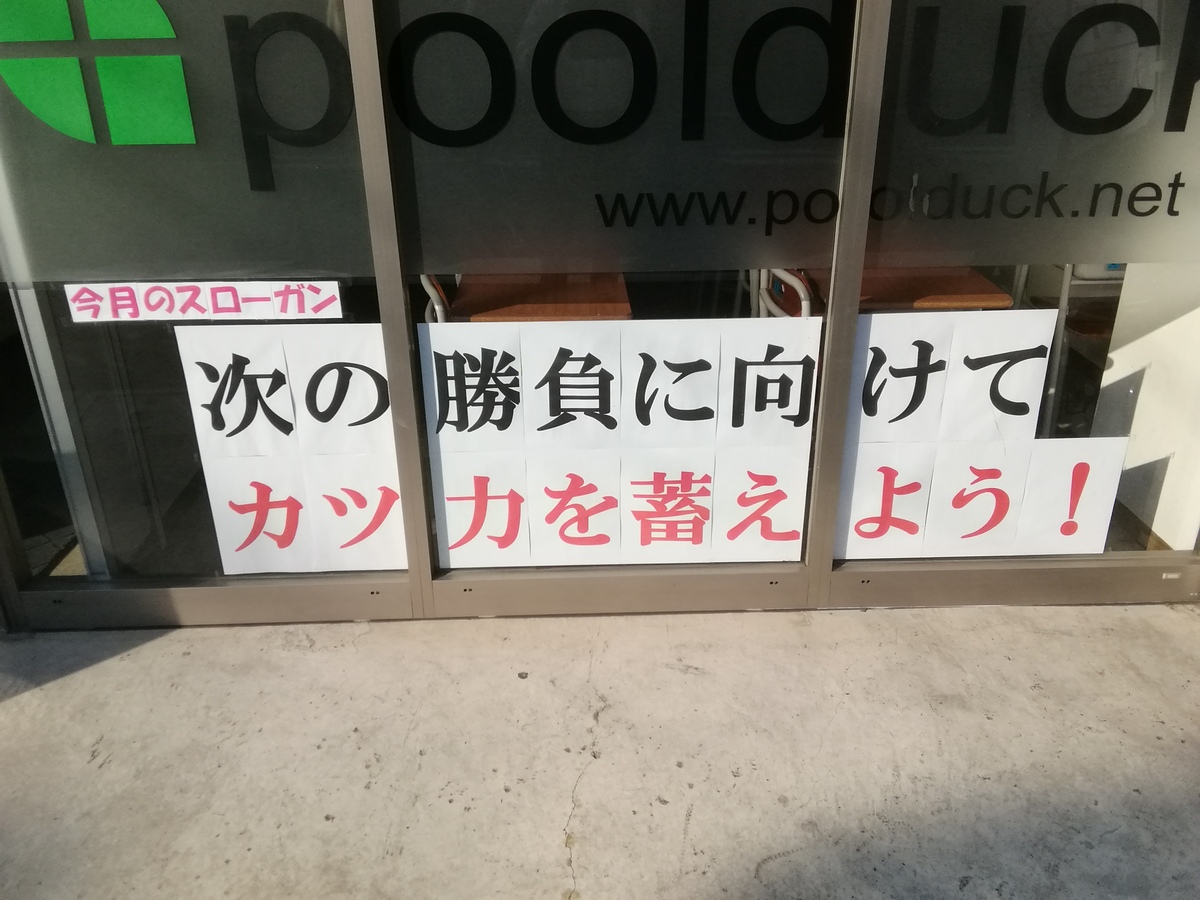 poolduck
www.poolduck.net
今月のスローガン
次の勝負に向けて
カツ力を蓄えよう！